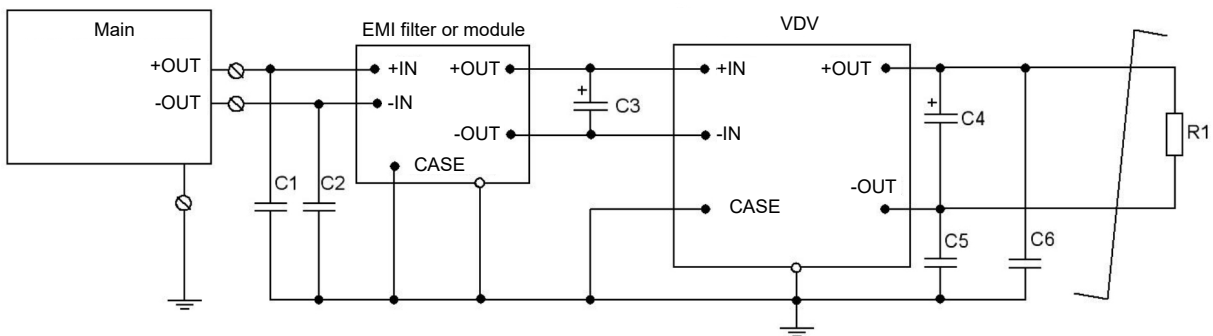 Main
+OUT
-OUT
EMI filter or module
+IN
-IN
+OUT
-OUT
CASE
C1
C2
+
C3
VDV
+IN
-IN
CASE
+OUT
-OUT
+
C4
C5
C6
R1